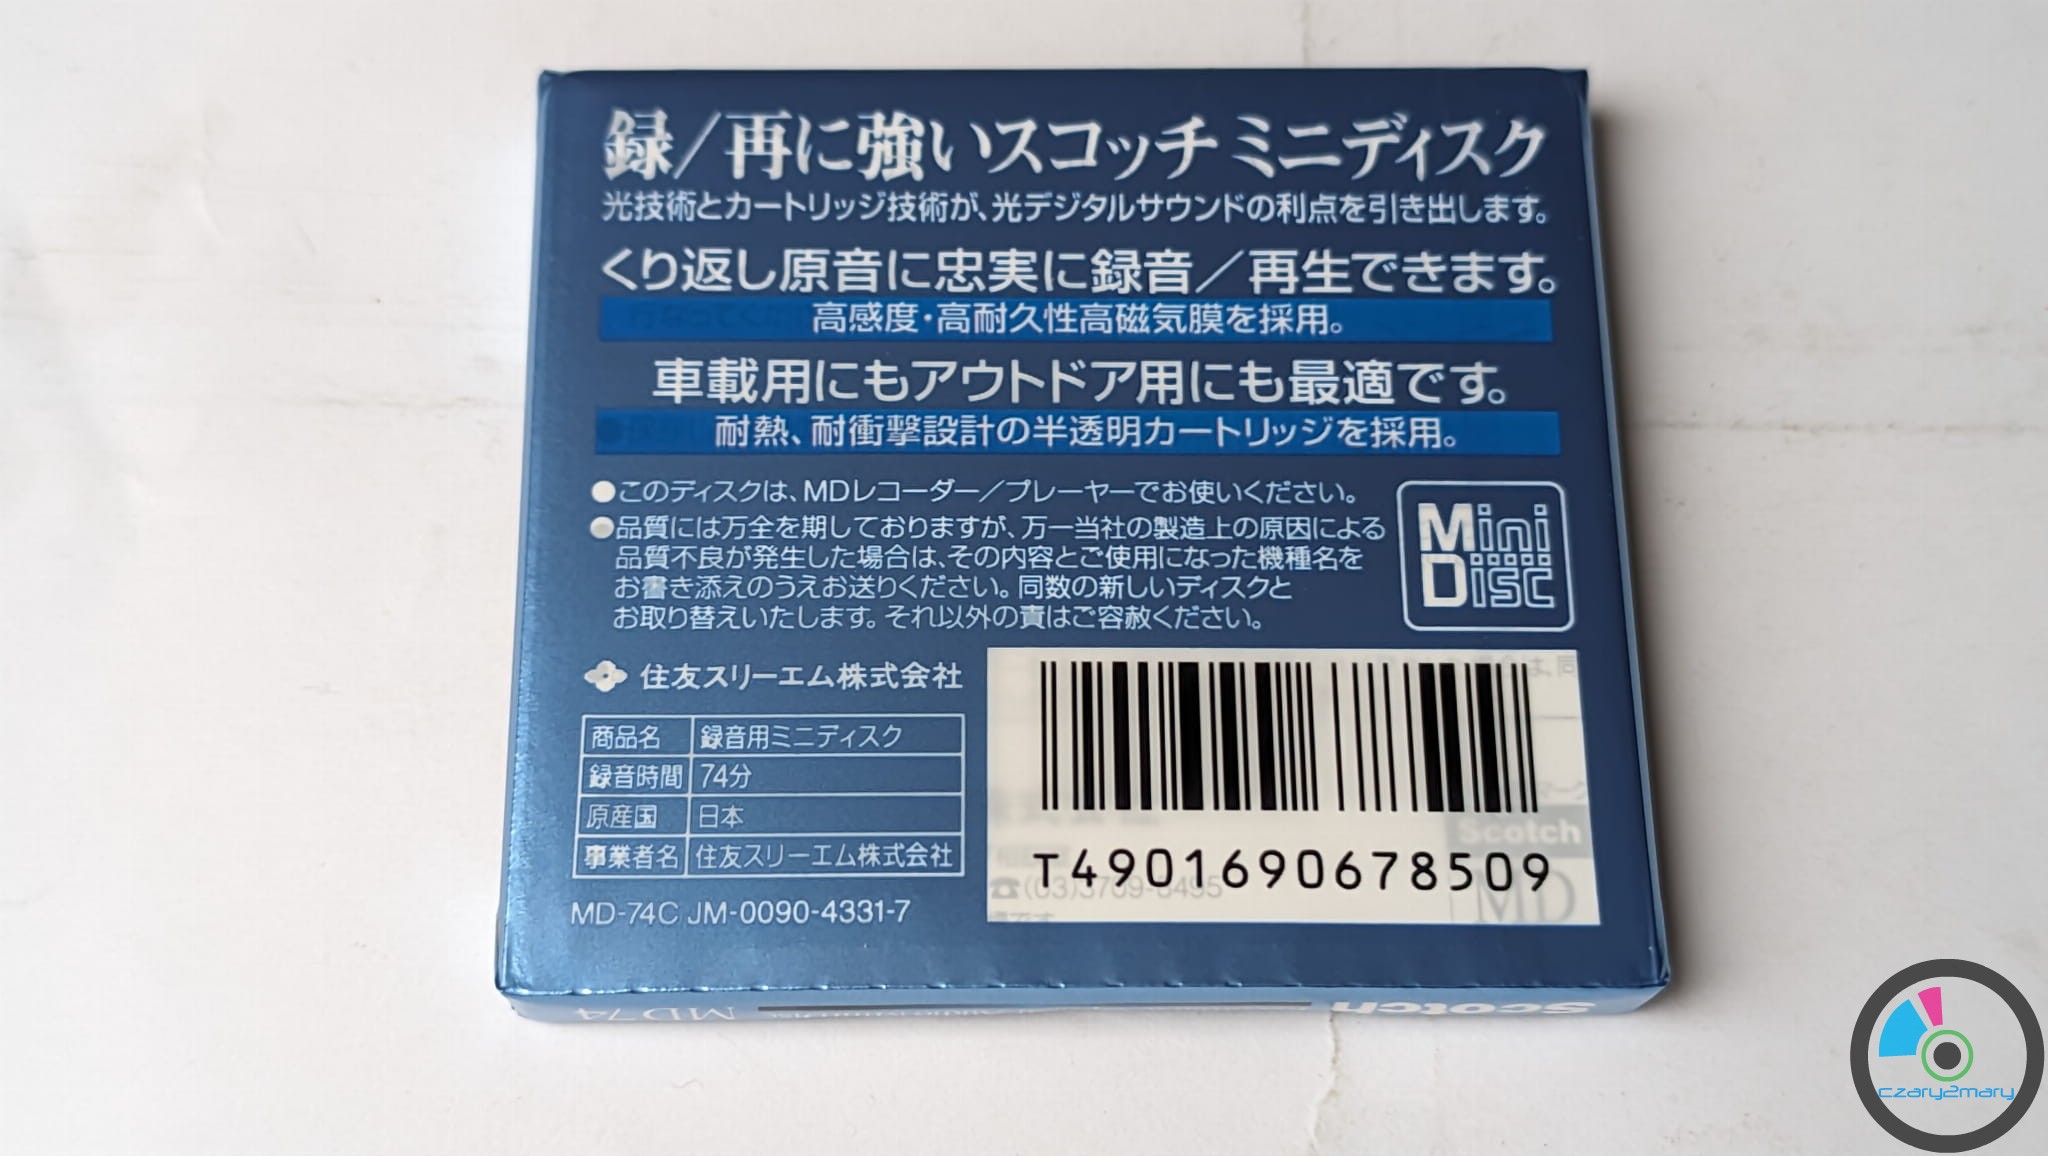 録／再に強いスコッチ ミニディスク
光技術とカートリッジ技術が、光デジタルサウンドの利点を引き出します。
くり返し原音に忠実に録音／再生できます。
高感度・高耐久性高磁気膜を採用。
車載用にもアウトドア用にも最適です。
耐熱、耐衝撃設計の半透明カートリッジを採用。
●このディスクは、MDレコーダー／プレーヤーでお使いください。
●品質には万全を期しておりますが、万一当社の製造上の原因による
品質不良が発生した場合は、その内容とご使用になった機種名を
お書き添えのうえお送りください。同数の新しいディスクと
お取り替えいたします。それ以外の責はご容赦ください。
Mini
Disc
住友スリーエム株式会社
商品名 録音用ミニディスク
録音時間 74分
原産国 日本
事業者名 住友スリーエム株式会社
MD-74C JM-0090-4331-7
Scotch
☎(03)3709-8495
MD
T4901690678509
Scotch
MD74
czary2mary